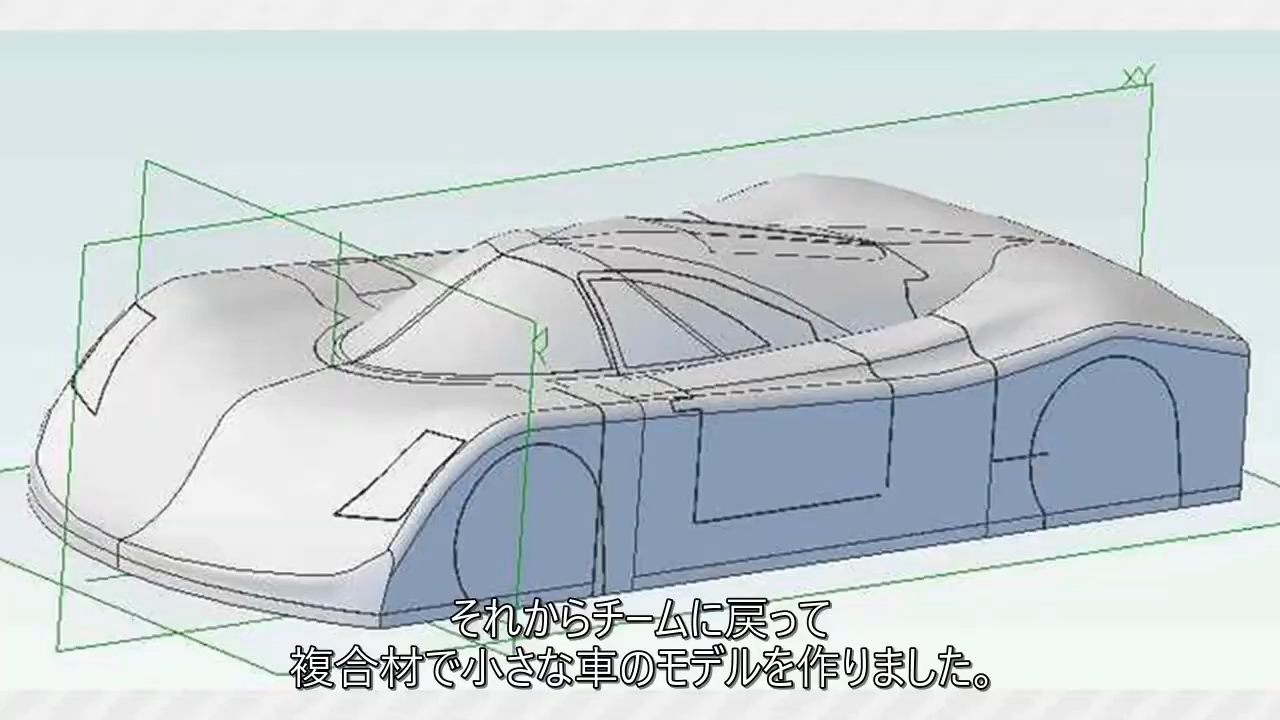 XY
それからチームに戻って
複合材で小さな車のモデルを作りました。